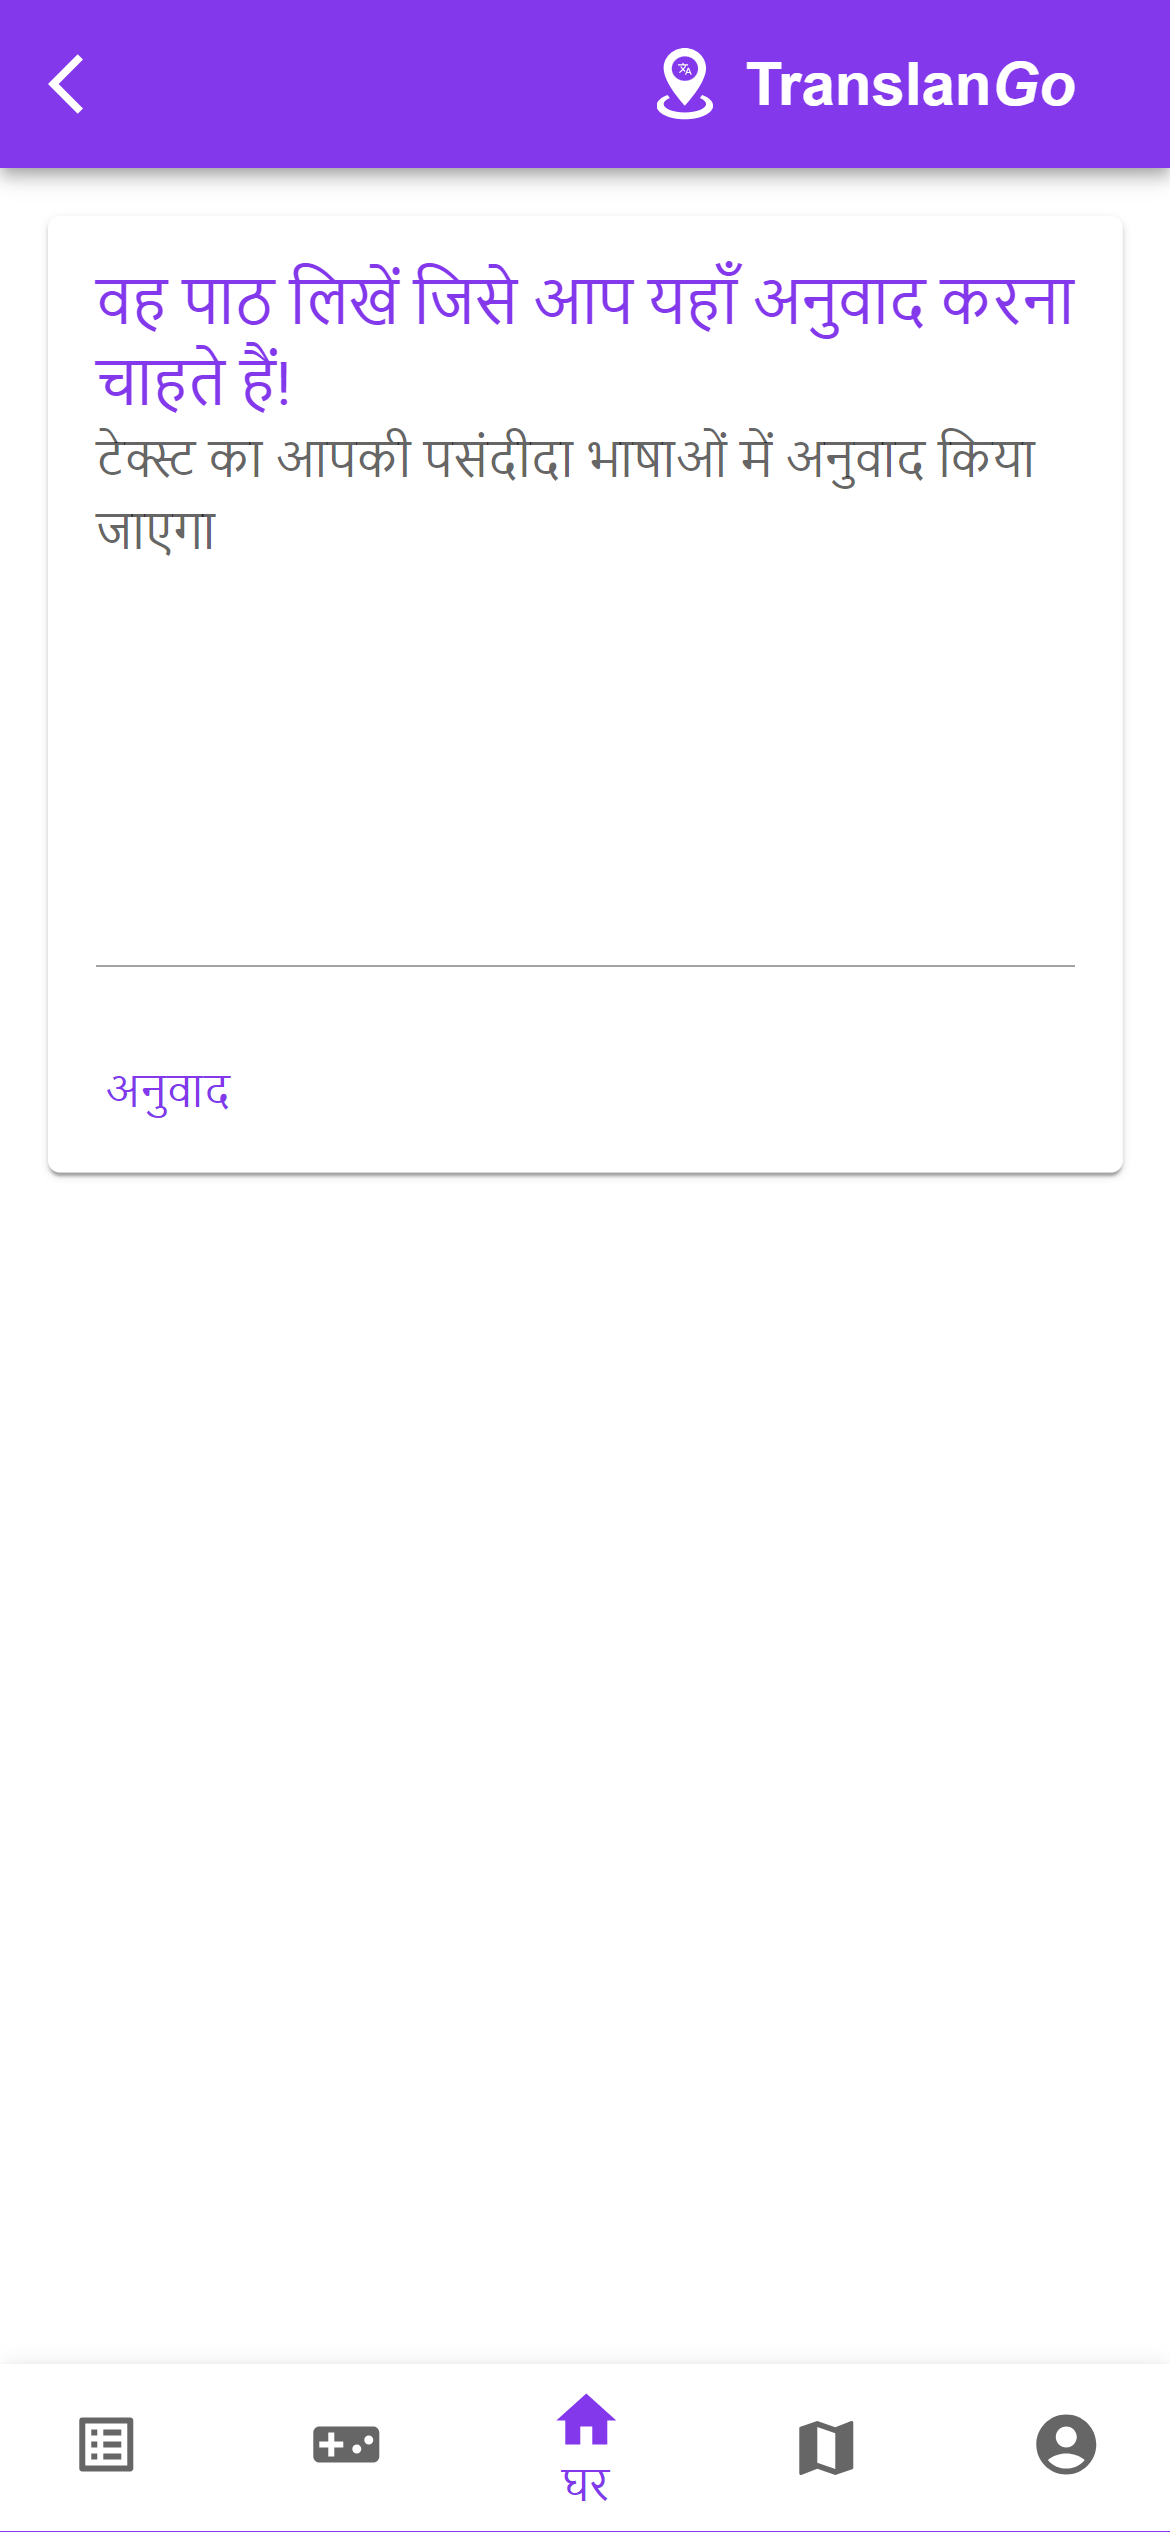 TranslanGo
वह पाठ लिखें जिसे आप यहाँ अनुवाद करना
चाहते हैं!
टेक्स्ट का आपकी पसंदीदा भाषाओं में अनुवाद किया
जाएगा
अनुवाद
घर